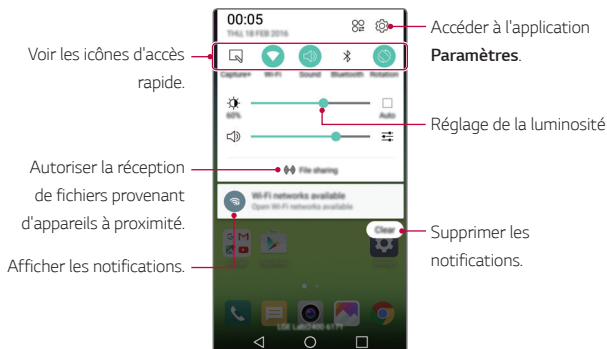 00:05
THU, 18 FEB 2016
Accéder à l'application
Paramètres.
Voir les icônes d'accès
rapide.
Capture+ Wi-Fi Sound Bluetooth Rotation
60% Auto
Réglage de la luminosité
File sharing
Autoriser la réception
de fichiers provenant
d'appareils à proximité.
Wi-Fi networks available
Open Wi-Fi networks available
Clear
Supprimer les
notifications.
Afficher les notifications.